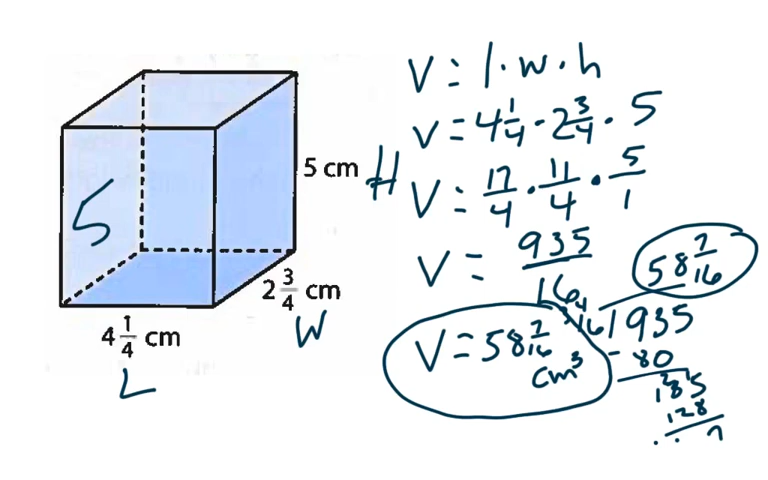 5
5 cm
H
2 3/4 cm
W
4 1/4 cm
L
V = l · w · h
V = 4 1/4 · 2 3/4 · 5
V = 17/4 · 11/4 · 5/1
V = 935/16
V = 58 7/16 cm³
58 7/16
16 935
- 80
185
128
7